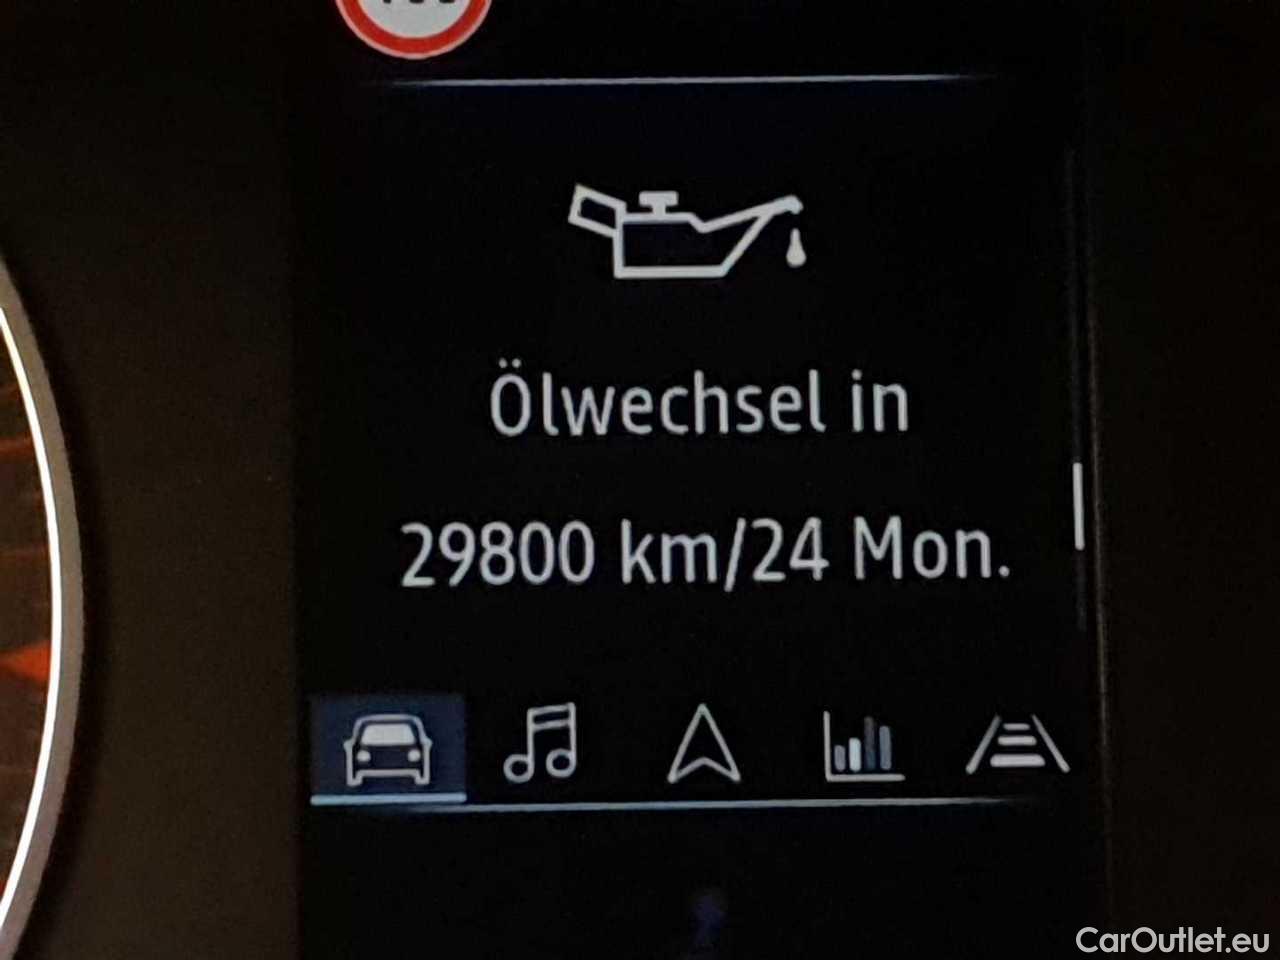 Ölwechsel in
29800 km/24 Mon.
CarOutlet.eu